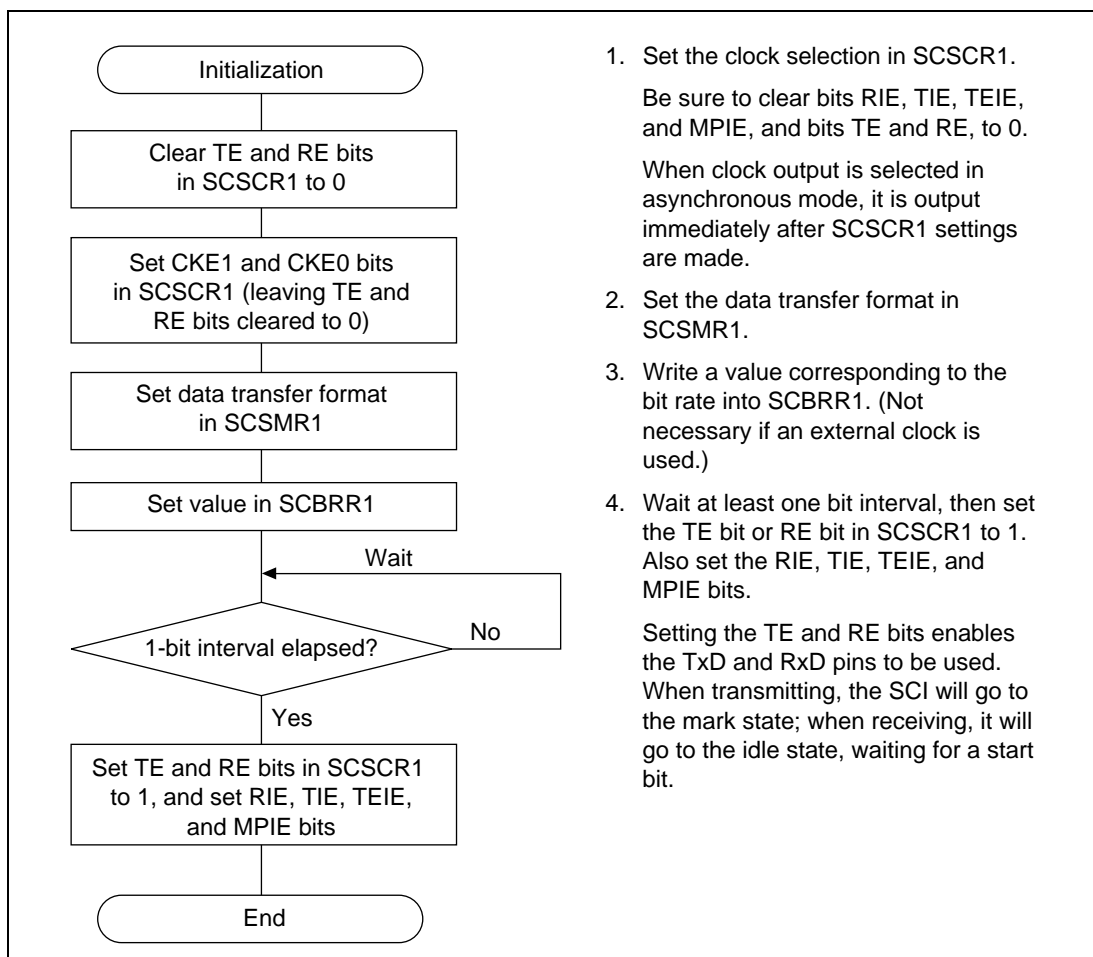 Initialization
Clear TE and RE bits
in SCSCR1 to 0
Set CKE1 and CKE0 bits
in SCSCR1 (leaving TE and
RE bits cleared to 0)
Set data transfer format
in SCSMR1
Set value in SCBRR1
Wait
1-bit interval elapsed?
No
Yes
Set TE and RE bits in SCSCR1
to 1, and set RIE, TIE, TEIE,
and MPIE bits
End
1. Set the clock selection in SCSCR1.
Be sure to clear bits RIE, TIE, TEIE,
and MPIE, and bits TE and RE, to 0.
When clock output is selected in
asynchronous mode, it is output
immediately after SCSCR1 settings
are made.
2. Set the data transfer format in
SCSMR1.
3. Write a value corresponding to the
bit rate into SCBRR1. (Not
necessary if an external clock is
used.)
4. Wait at least one bit interval, then set
the TE bit or RE bit in SCSCR1 to 1.
Also set the RIE, TIE, TEIE, and
MPIE bits.
Setting the TE and RE bits enables
the TxD and RxD pins to be used.
When transmitting, the SCI will go to
the mark state; when receiving, it will
go to the idle state, waiting for a start
bit.